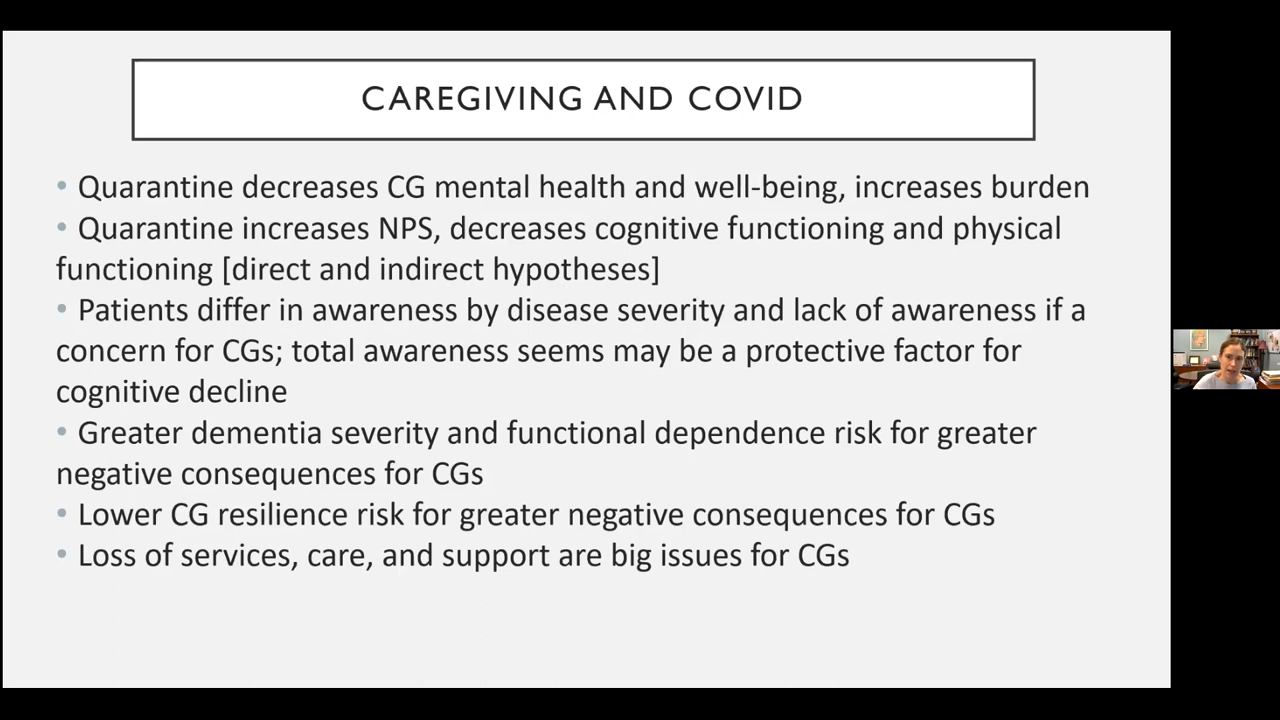 CAREGIVING AND COVID
• Quarantine decreases CG mental health and well-being, increases burden
• Quarantine increases NPS, decreases cognitive functioning and physical
functioning [direct and indirect hypotheses]
• Patients differ in awareness by disease severity and lack of awareness if a
concern for CGs; total awareness seems may be a protective factor for
cognitive decline
• Greater dementia severity and functional dependence risk for greater
negative consequences for CGs
• Lower CG resilience risk for greater negative consequences for CGs
• Loss of services, care, and support are big issues for CGs